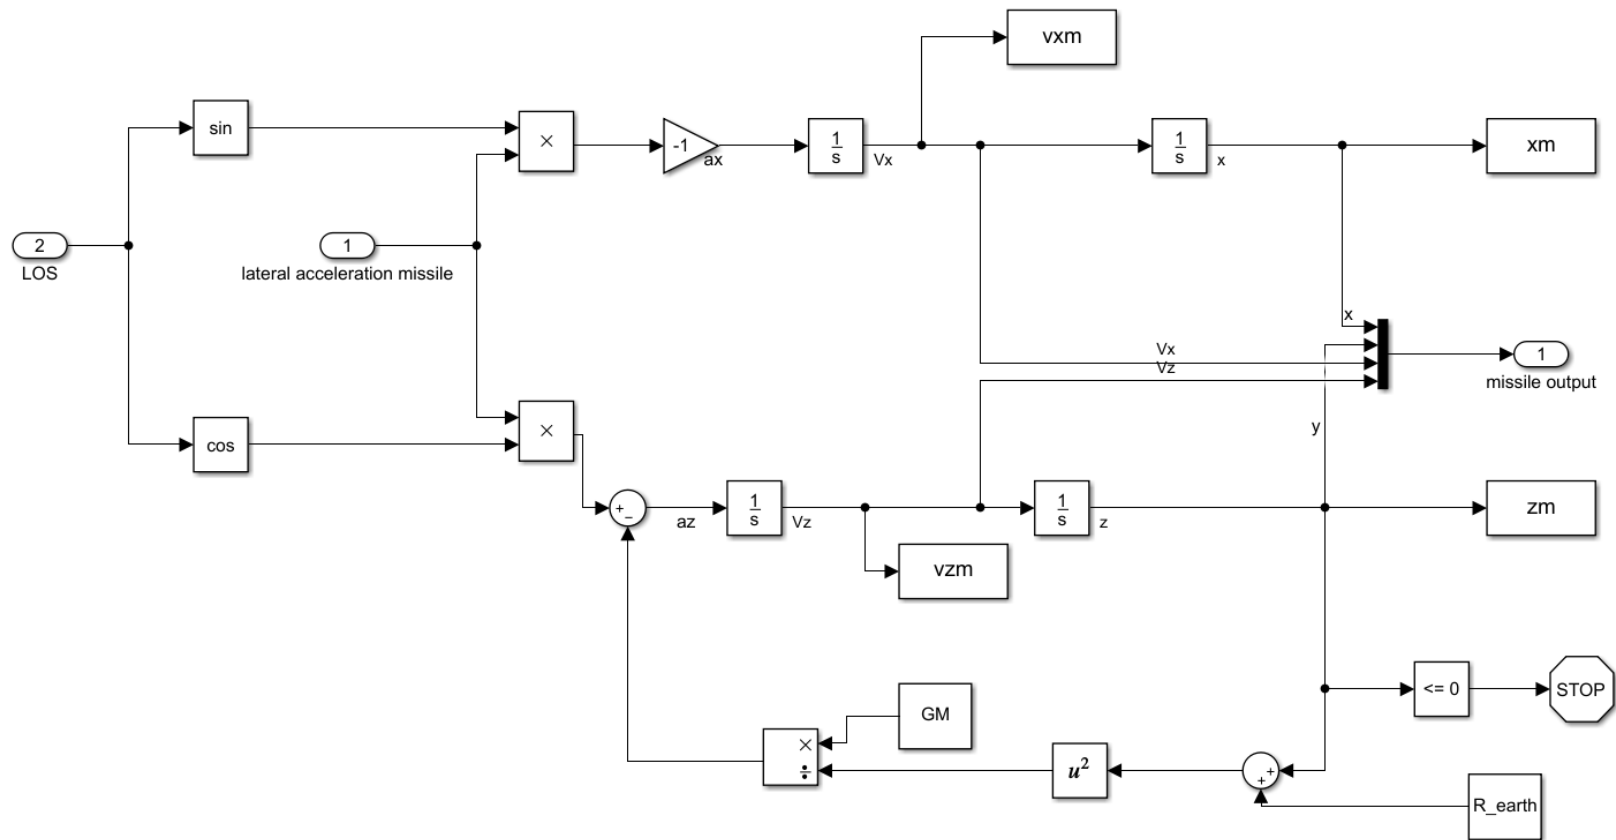 vxm
sin
×
-1
ax
1
s
Vx
1
s
x
xm
2
LOS
1
lateral acceleration missile
x
Vx
Vz
1
missile output
y
cos
×
+
_
az
1
s
Vz
1
s
z
zm
vzm
<= 0
STOP
GM
×
÷
u²
+
+
R_earth